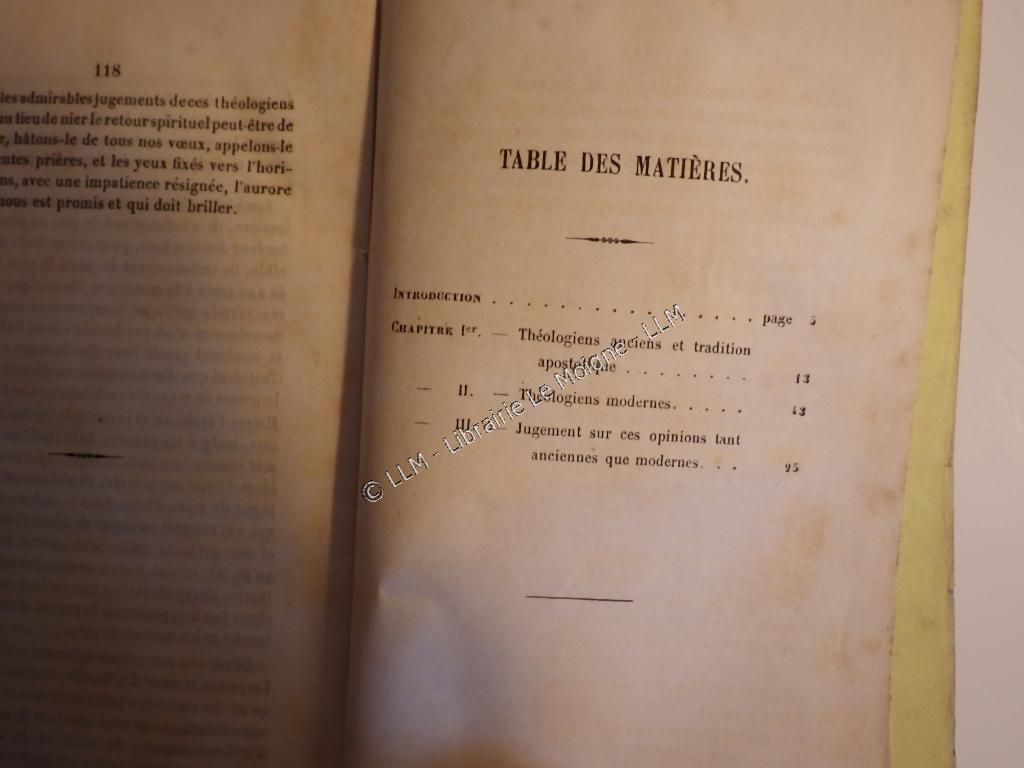 118
les admirables jugements de ces théologiens
au lieu de nier le retour spirituel peut-être de
e, hâtons-le de tous nos vœux, appelons-le
entes prières, et les yeux fixés vers l'hori-
ns, avec une impatience résignée, l'aurore
nous est promis et qui doit briller.
TABLE DES MATIÈRES.
INTRODUCTION . . . . . . . . . . . . . . . . page 5
CHAPITRE Ier. — Théologiens anciens et tradition
apostolique . . . . . . . . 13
— II. — Théologiens modernes. . . . . . 43
— III. — Jugement sur ces opinions tant
anciennes que modernes. . . . 95
© LLM - Librairie Le Moigne - LLM